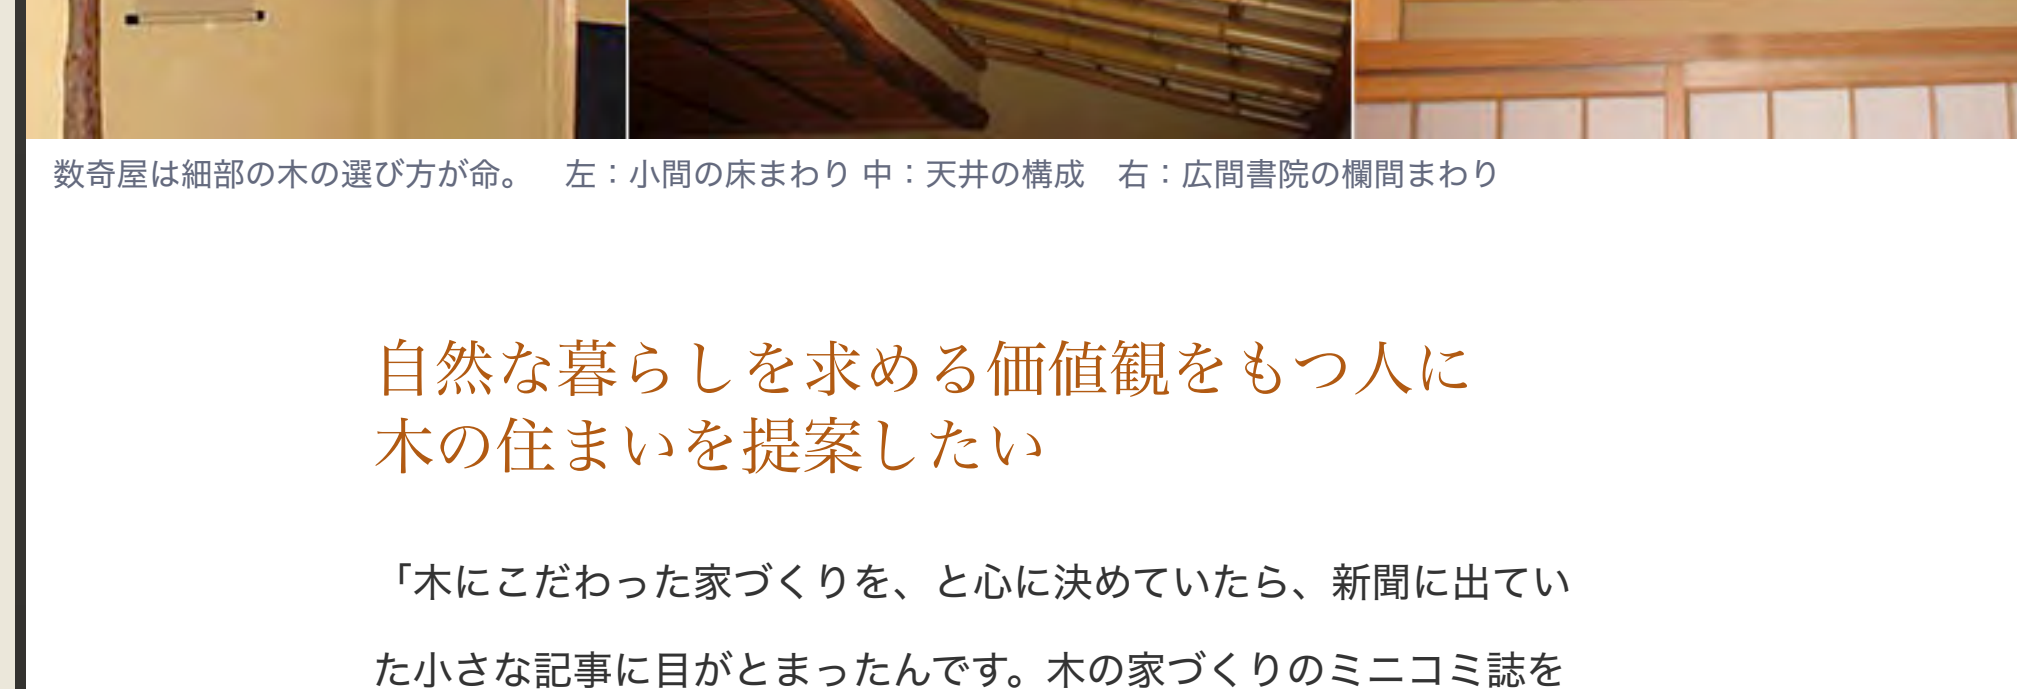 数奇屋は細部の木の選び方が命。　左：小間の床まわり 中：天井の構成　右：広間書院の欄間まわり
自然な暮らしを求める価値観をもつ人に
木の住まいを提案したい
「木にこだわった家づくりを、と心に決めていたら、新聞に出てい
た小さな記事に目がとまったんです。木の家づくりのミニコミ誌を